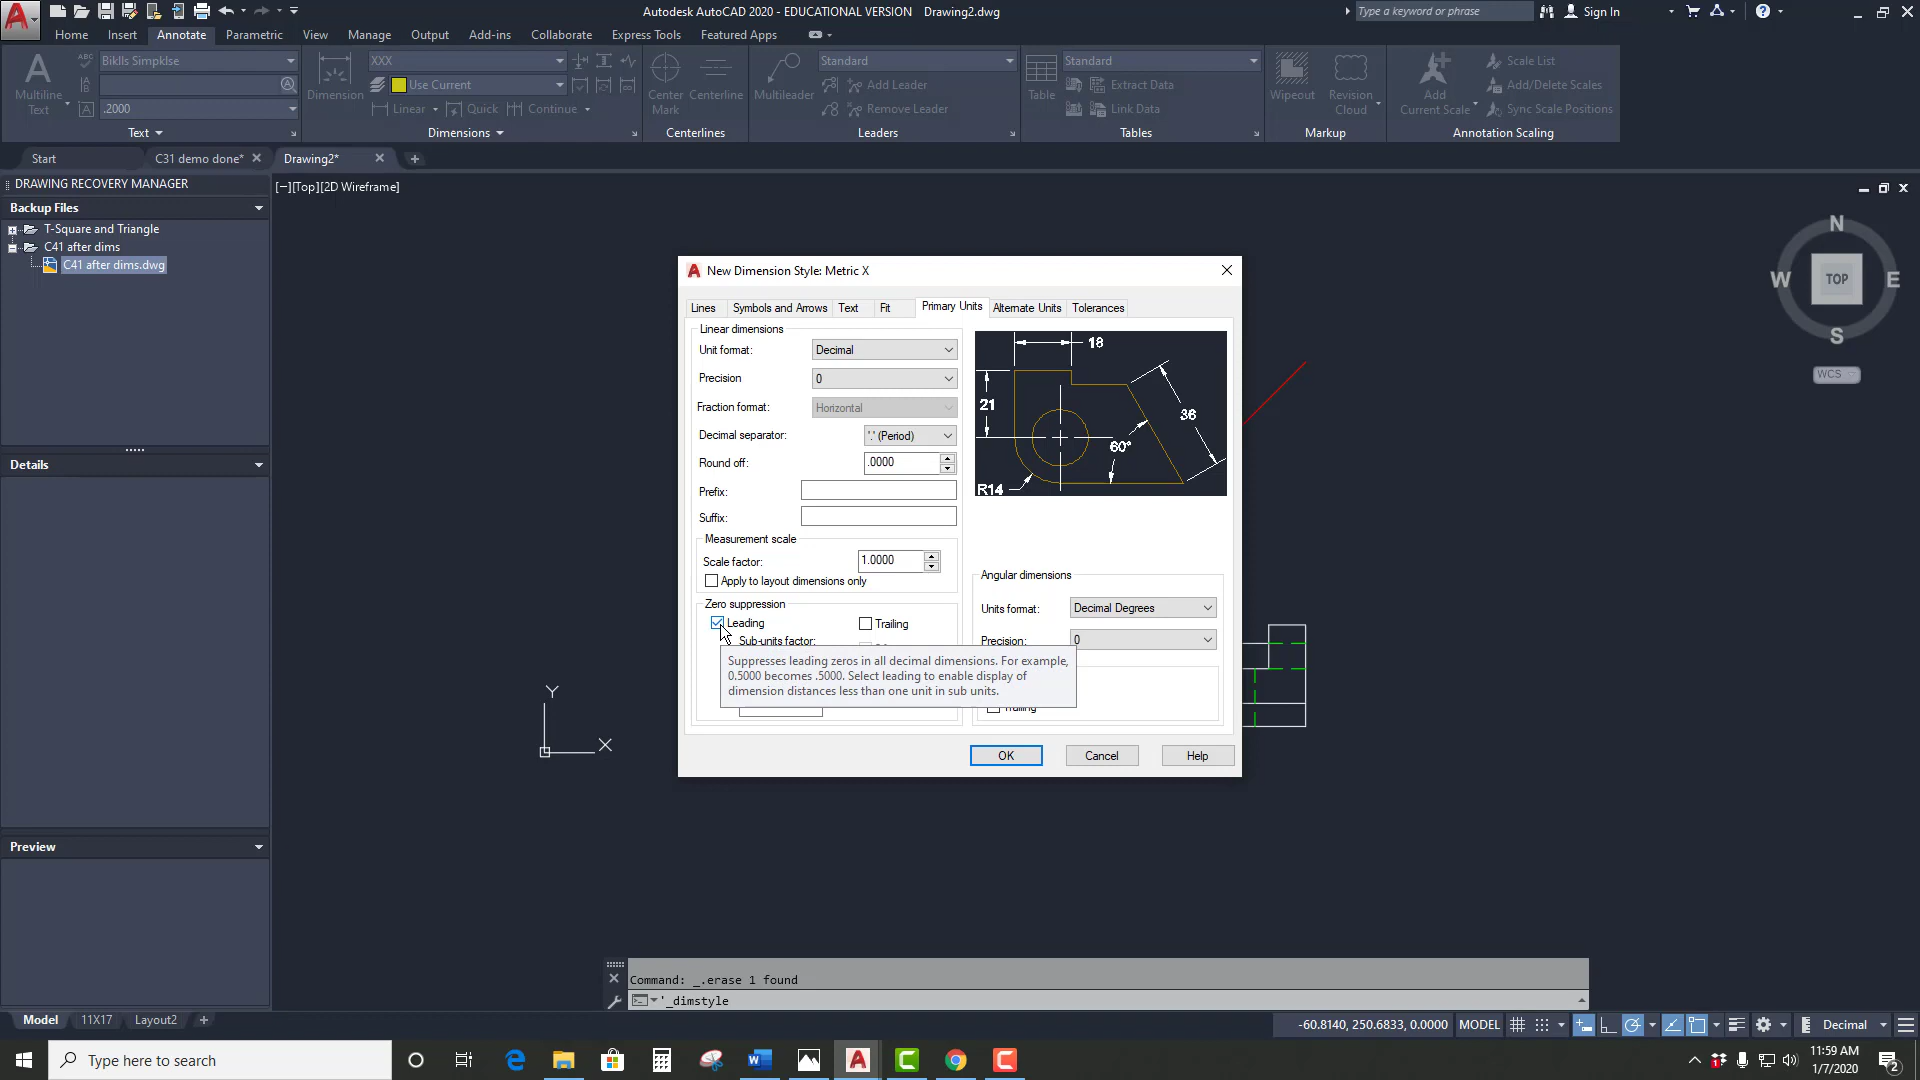 Autodesk AutoCAD 2020 - EDUCATIONAL VERSION Drawing2.dwg
Type a keyword or phrase
Sign In
Home Insert Annotate Parametric View Manage Output Add-ins Collaborate Express Tools Featured Apps
Biklls Simpklse
.2000
Multiline Text
Text
Dimension
XXX
Use Current
Linear Quick Continue
Dimensions
Center Mark
Centerline
Centerlines
Multileader
Standard
Add Leader
Remove Leader
Leaders
Table
Standard
Extract Data
Link Data
Tables
Wipeout
Revision Cloud
Markup
Add Current Scale
Scale List
Add/Delete Scales
Sync Scale Positions
Annotation Scaling
Start C31 demo done* Drawing2*
DRAWING RECOVERY MANAGER
Backup Files
T-Square and Triangle
C41 after dims
C41 after dims.dwg
Details
Preview
[−][Top][2D Wireframe]
N
W TOP E
S
WCS
Y
X
New Dimension Style: Metric X
Lines Symbols and Arrows Text Fit Primary Units Alternate Units Tolerances
Linear dimensions
Unit format: Decimal
Precision 0
Fraction format: Horizontal
Decimal separator: '.' (Period)
Round off: .0000
Prefix:
Suffix:
Measurement scale
Scale factor: 1.0000
Apply to layout dimensions only
Zero suppression
Leading Trailing
Sub-units factor:
Suppresses leading zeros in all decimal dimensions. For example,
0.5000 becomes .5000. Select leading to enable display of
dimension distances less than one unit in sub units.
18
21
36
60°
R14
Angular dimensions
Units format: Decimal Degrees
Precision: 0
Trailing
OK Cancel Help
Command: _.erase 1 found
'_dimstyle
Model 11X17 Layout2
-60.8140, 250.6833, 0.0000 MODEL
Decimal
Type here to search
11:59 AM
1/7/2020
2